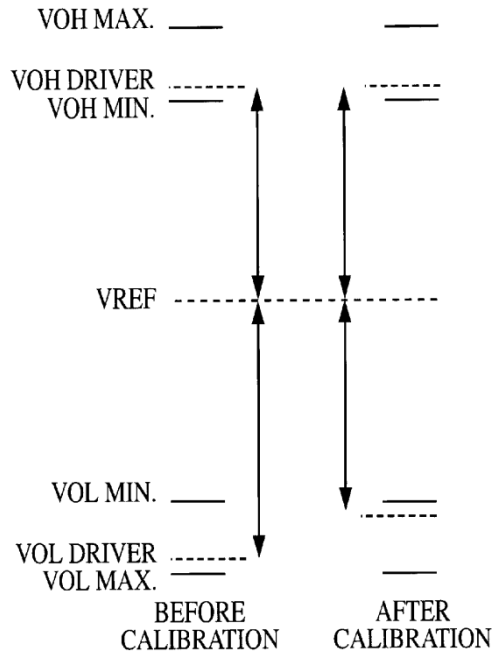 VOH MAX.
VOH DRIVER
VOH MIN.
VREF
VOL MIN.
VOL DRIVER
VOL MAX.
BEFORE
CALIBRATION
AFTER
CALIBRATION